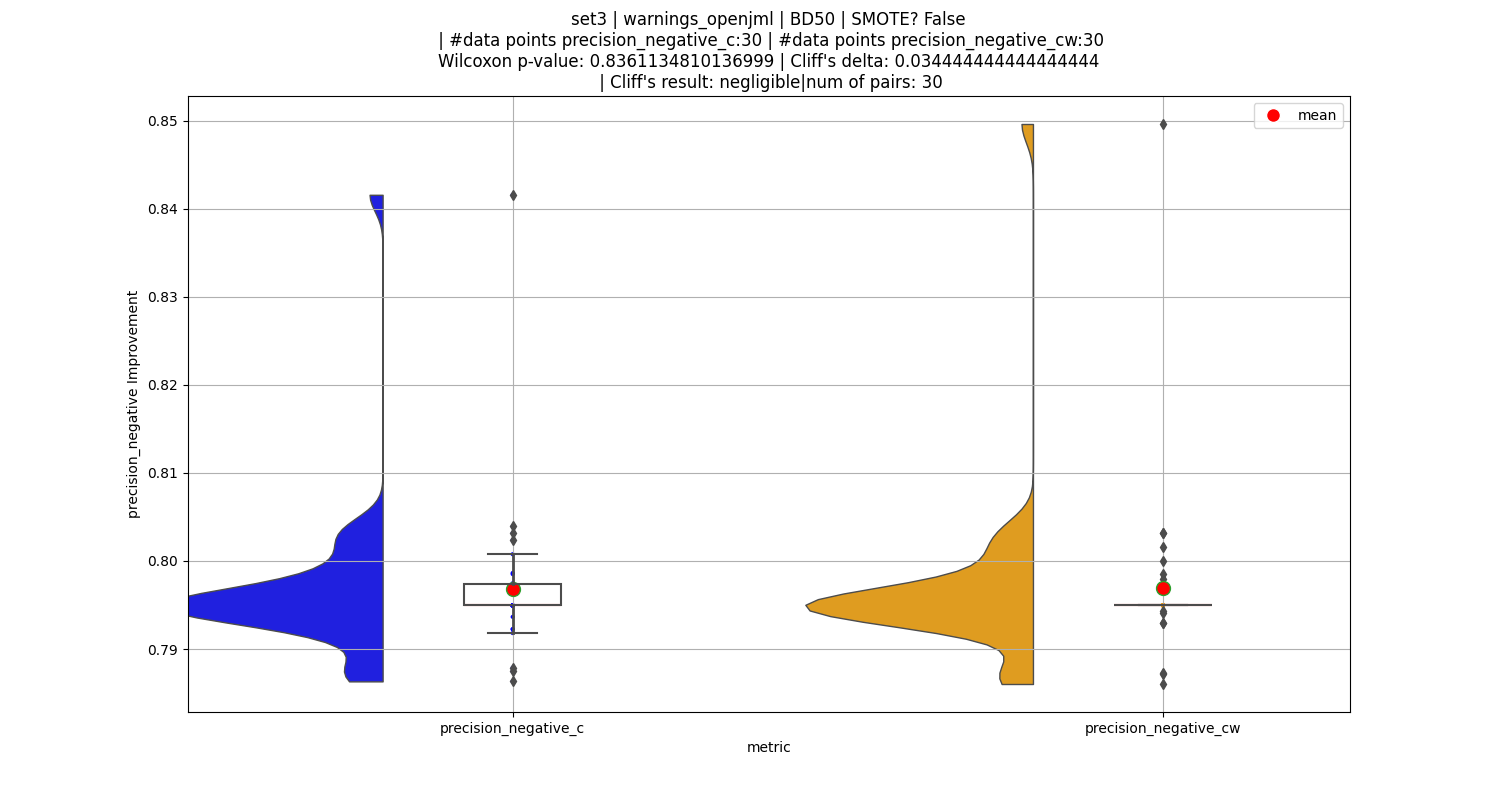 set3 | warnings_openjml | BD50 | SMOTE? False
| #data points precision_negative_c:30 | #data points precision_negative_cw:30
Wilcoxon p-value: 0.8361134810136999 | Cliff's delta: 0.034444444444444444
| Cliff's result: negligible|num of pairs: 30
mean
0.85
0.84
0.83
0.82
0.81
0.80
0.79
precision_negative Improvement
precision_negative_c
precision_negative_cw
metric